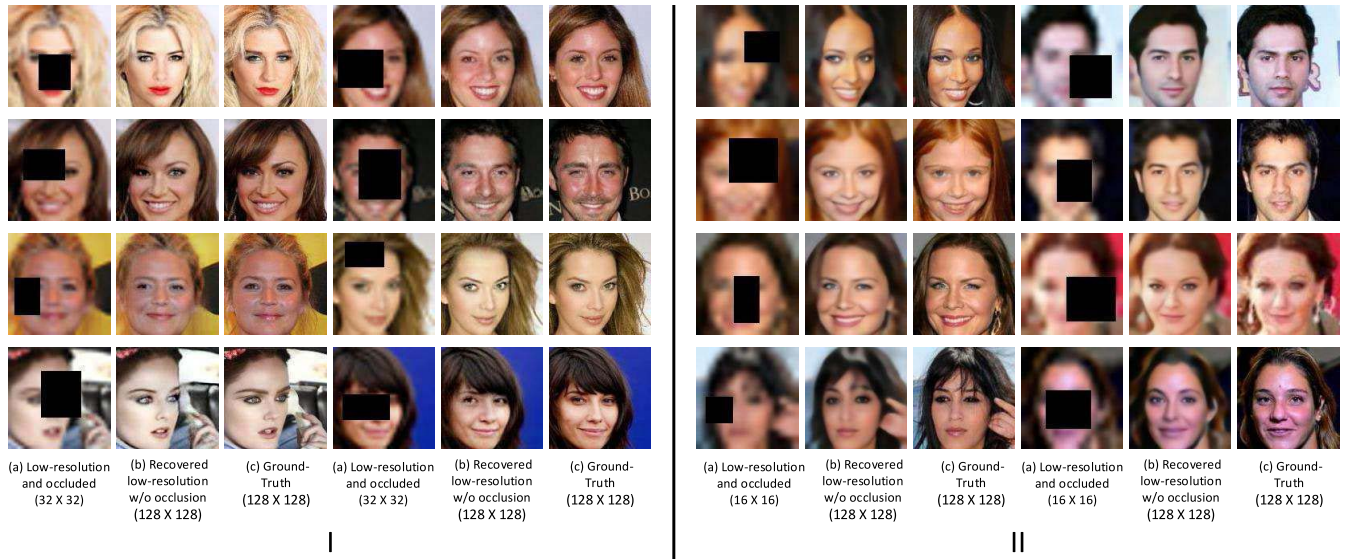 (a) Low-resolution
and occluded
(32 X 32)
(b) Recovered
low-resolution
w/o occlusion
(128 X 128)
(c) Ground-
Truth
(128 X 128)
(a) Low-resolution
and occluded
(32 X 32)
(b) Recovered
low-resolution
w/o occlusion
(128 X 128)
(c) Ground-
Truth
(128 X 128)
I
(a) Low-resolution
and occluded
(16 X 16)
(b) Recovered
low-resolution
w/o occlusion
(128 X 128)
(c) Ground-
Truth
(128 X 128)
(a) Low-resolution
and occluded
(16 X 16)
(b) Recovered
low-resolution
w/o occlusion
(128 X 128)
(c) Ground-
Truth
(128 X 128)
II